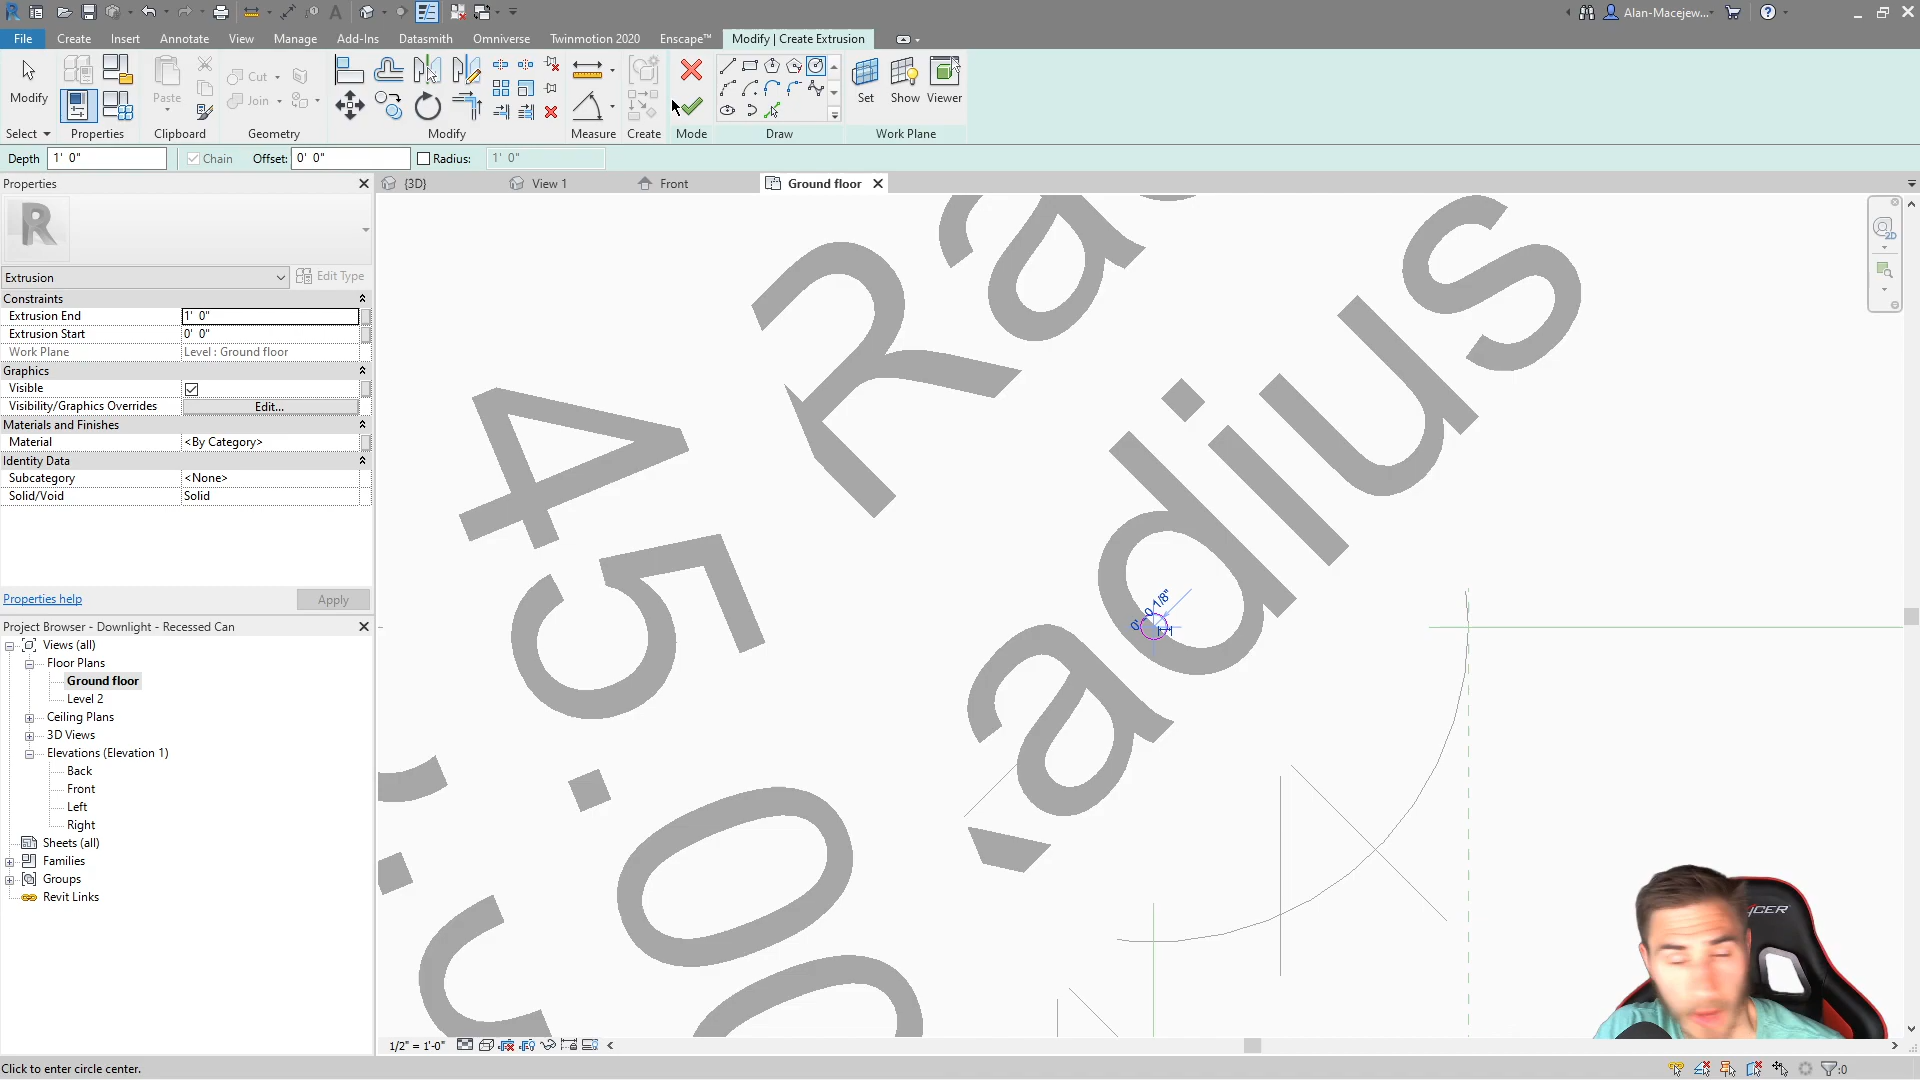 Alan-Macejew...
File Create Insert Annotate View Manage Add-Ins Datasmith Omniverse Twinmotion 2020 Enscape™ Modify | Create Extrusion
Cut
Join
Modify Paste Set Show Viewer
Select Properties Clipboard Geometry Modify Measure Create Mode Draw Work Plane
Depth 1' 0" Chain Offset: 0' 0" Radius: 1' 0"
Properties {3D} View 1 Front Ground floor
Extrusion Edit Type
Constraints
Extrusion End 1' 0"
Extrusion Start 0' 0"
Work Plane Level : Ground floor
Graphics
Visible
Visibility/Graphics Overrides Edit...
Materials and Finishes
Material <By Category>
Identity Data
Subcategory <None>
Solid/Void Solid
Properties help Apply
Project Browser - Downlight - Recessed Can
Views (all)
Floor Plans
Ground floor
Level 2
Ceiling Plans
3D Views
Elevations (Elevation 1)
Back
Front
Left
Right
Sheets (all)
Families
Groups
Revit Links
Ra
45
adius
0' - 0 1/8"
1/2" = 1'-0"
Click to enter circle center.
:0